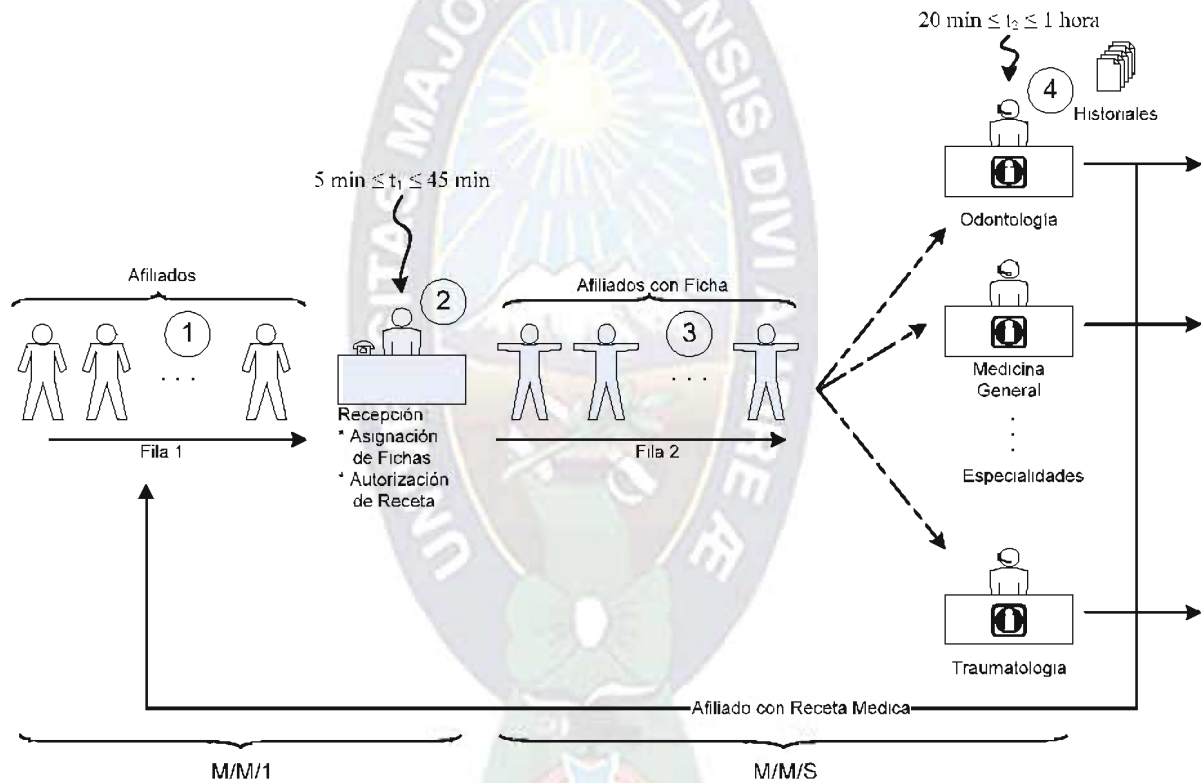 20 min ≤ t₂ ≤ 1 hora
4
Historiales
Odontología
5 min ≤ t₁ ≤ 45 min
Afiliados
1
2
Afiliados con Ficha
3
. . .
. . .
Medicina
General
.
.
.
Especialidades
Recepción
* Asignación
de Fichas
* Autorización
de Receta
Fila 1
Fila 2
Traumatologia
Afiliado con Receta Medica
M/M/1
M/M/S